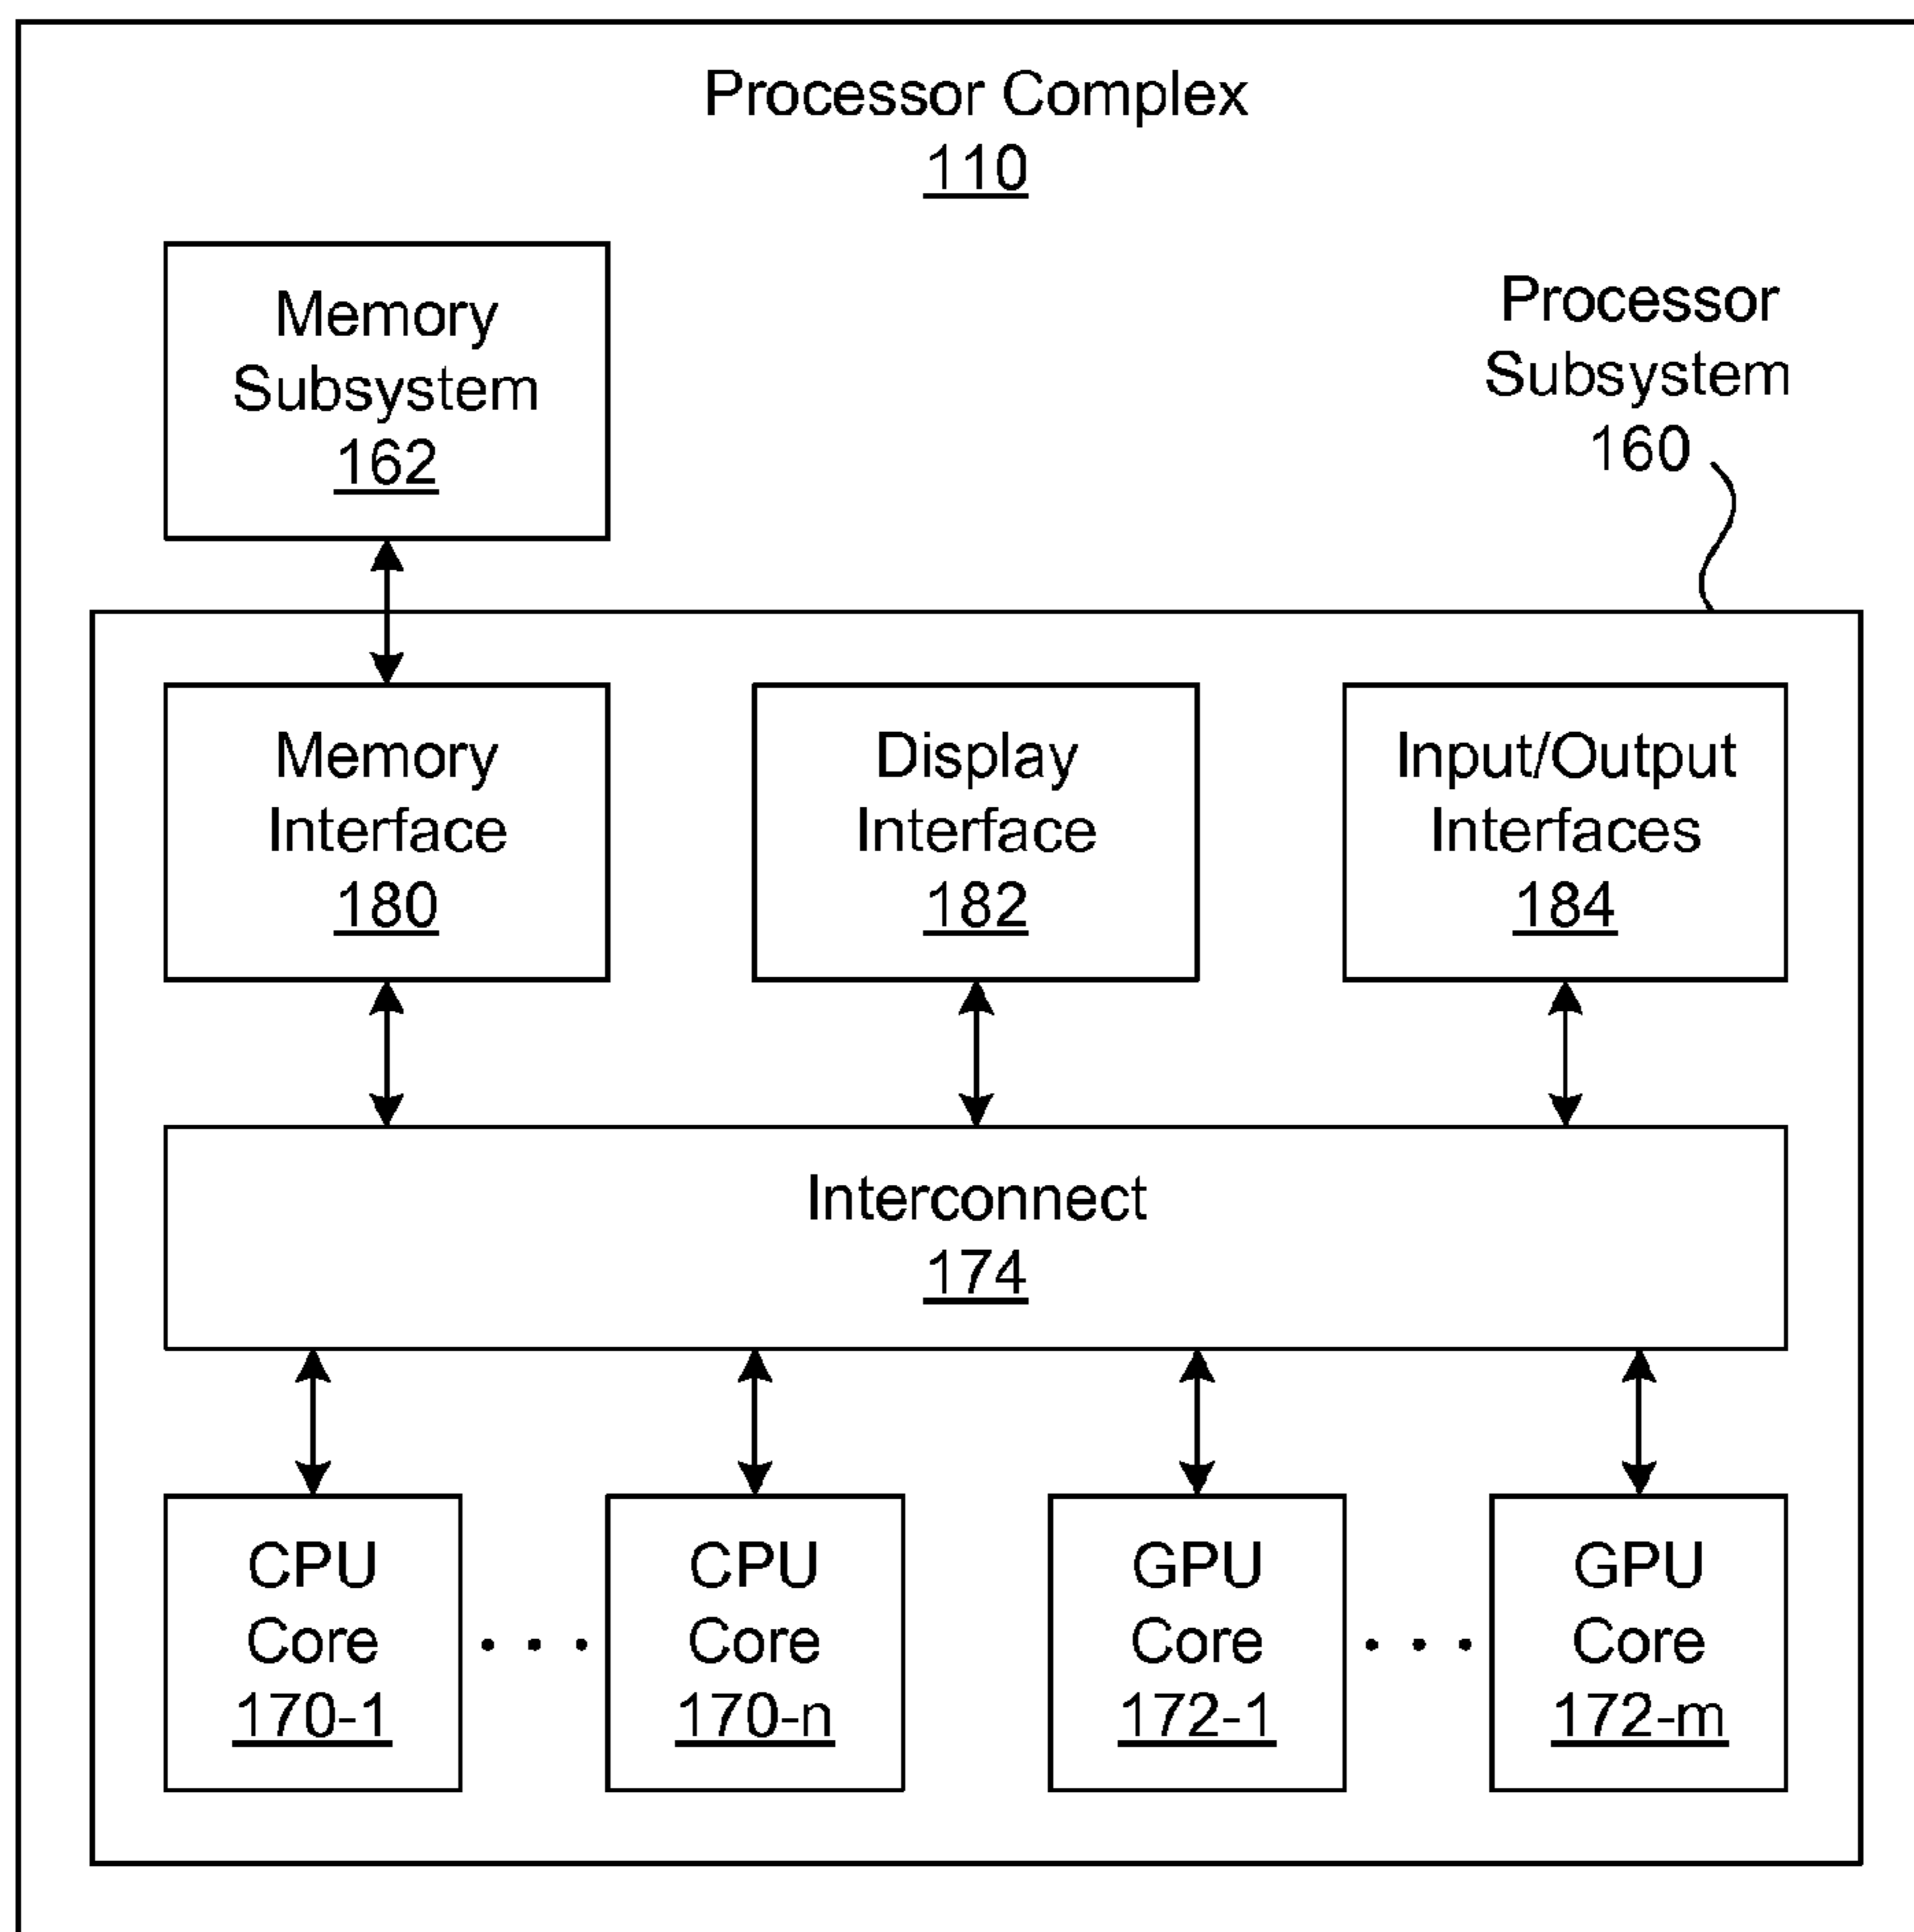 Processor Complex
110
Memory
Subsystem
162
Processor
Subsystem
160
Memory
Interface
180
Display
Interface
182
Input/Output
Interfaces
184
Interconnect
174
CPU
Core
170-1
. . .
CPU
Core
170-n
GPU
Core
172-1
. . .
GPU
Core
172-m